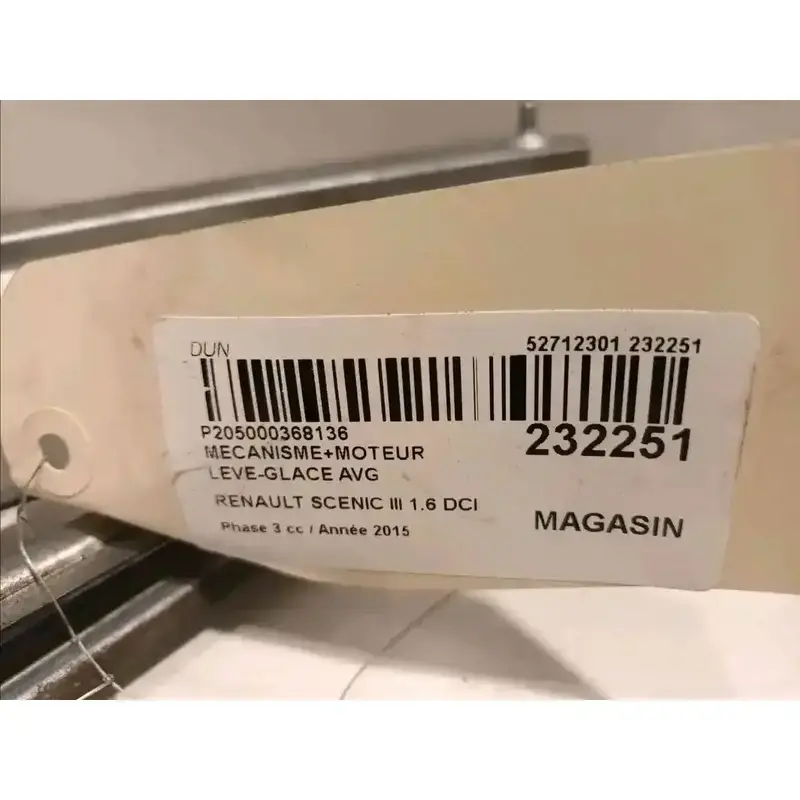 DUN 52712301 232251
P205000368136
232251
MECANISME+MOTEUR
LEVE-GLACE AVG
RENAULT SCENIC III 1.6 DCI
Phase 3 cc / Année 2015
MAGASIN